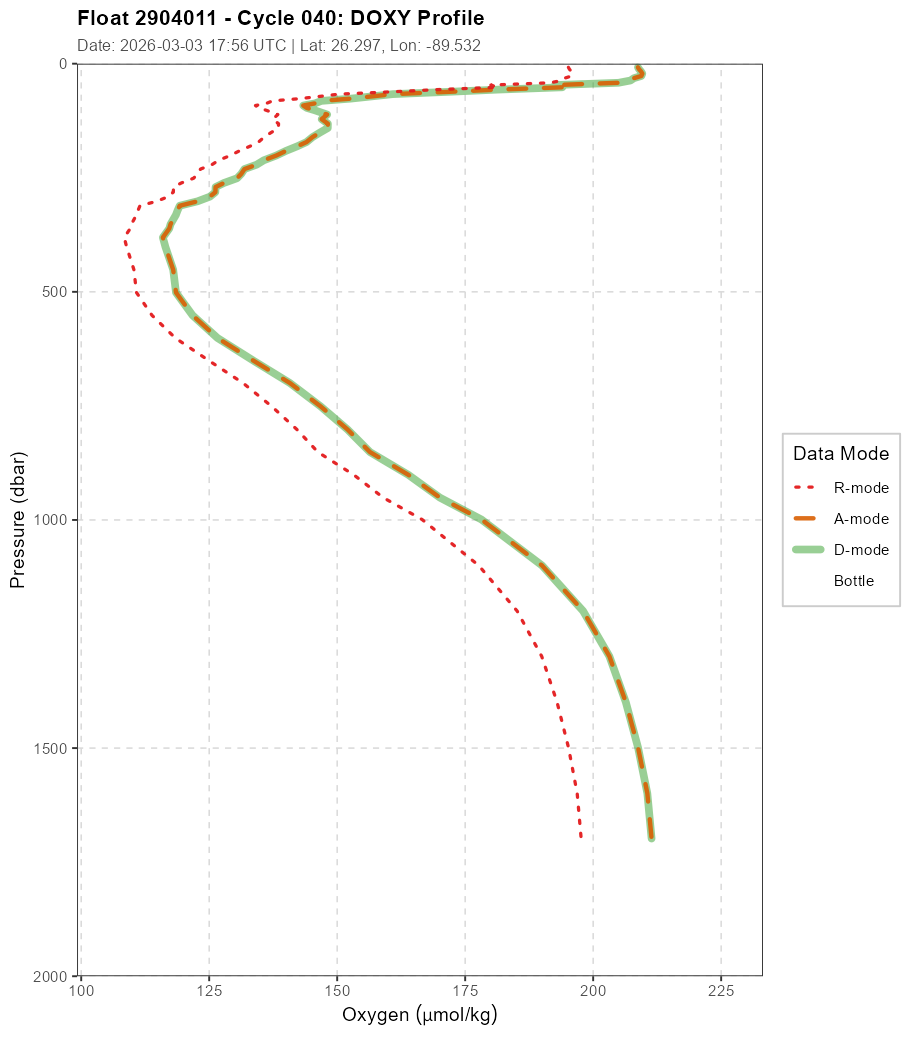 Float 2904011 - Cycle 040: DOXY Profile
Date: 2026-03-03 17:56 UTC | Lat: 26.297, Lon: -89.532
0
500
1000
1500
2000
Pressure (dbar)
100 125 150 175 200 225
Oxygen (μmol/kg)
Data Mode
R-mode
A-mode
D-mode
Bottle